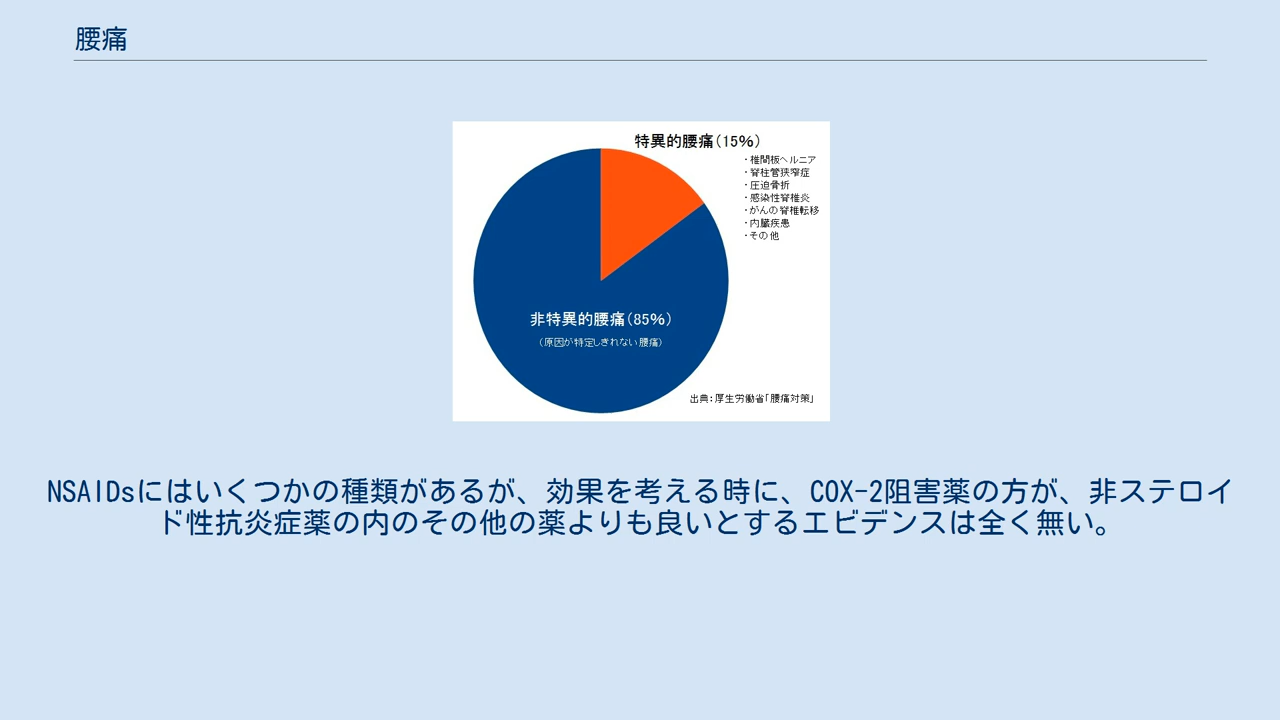 腰痛
特異的腰痛(15%)
・椎間板ヘルニア
・脊柱管狭窄症
・圧迫骨折
・感染性脊椎炎
・がんの脊椎転移
・内臓疾患
・その他
非特異的腰痛(85%)
(原因が特定しきれない腰痛)
出典:厚生労働省「腰痛対策」
NSAIDsにはいくつかの種類があるが、効果を考える時に、COX-2阻害薬の方が、非ステロイ
ド性抗炎症薬の内のその他の薬よりも良いとするエビデンスは全く無い。